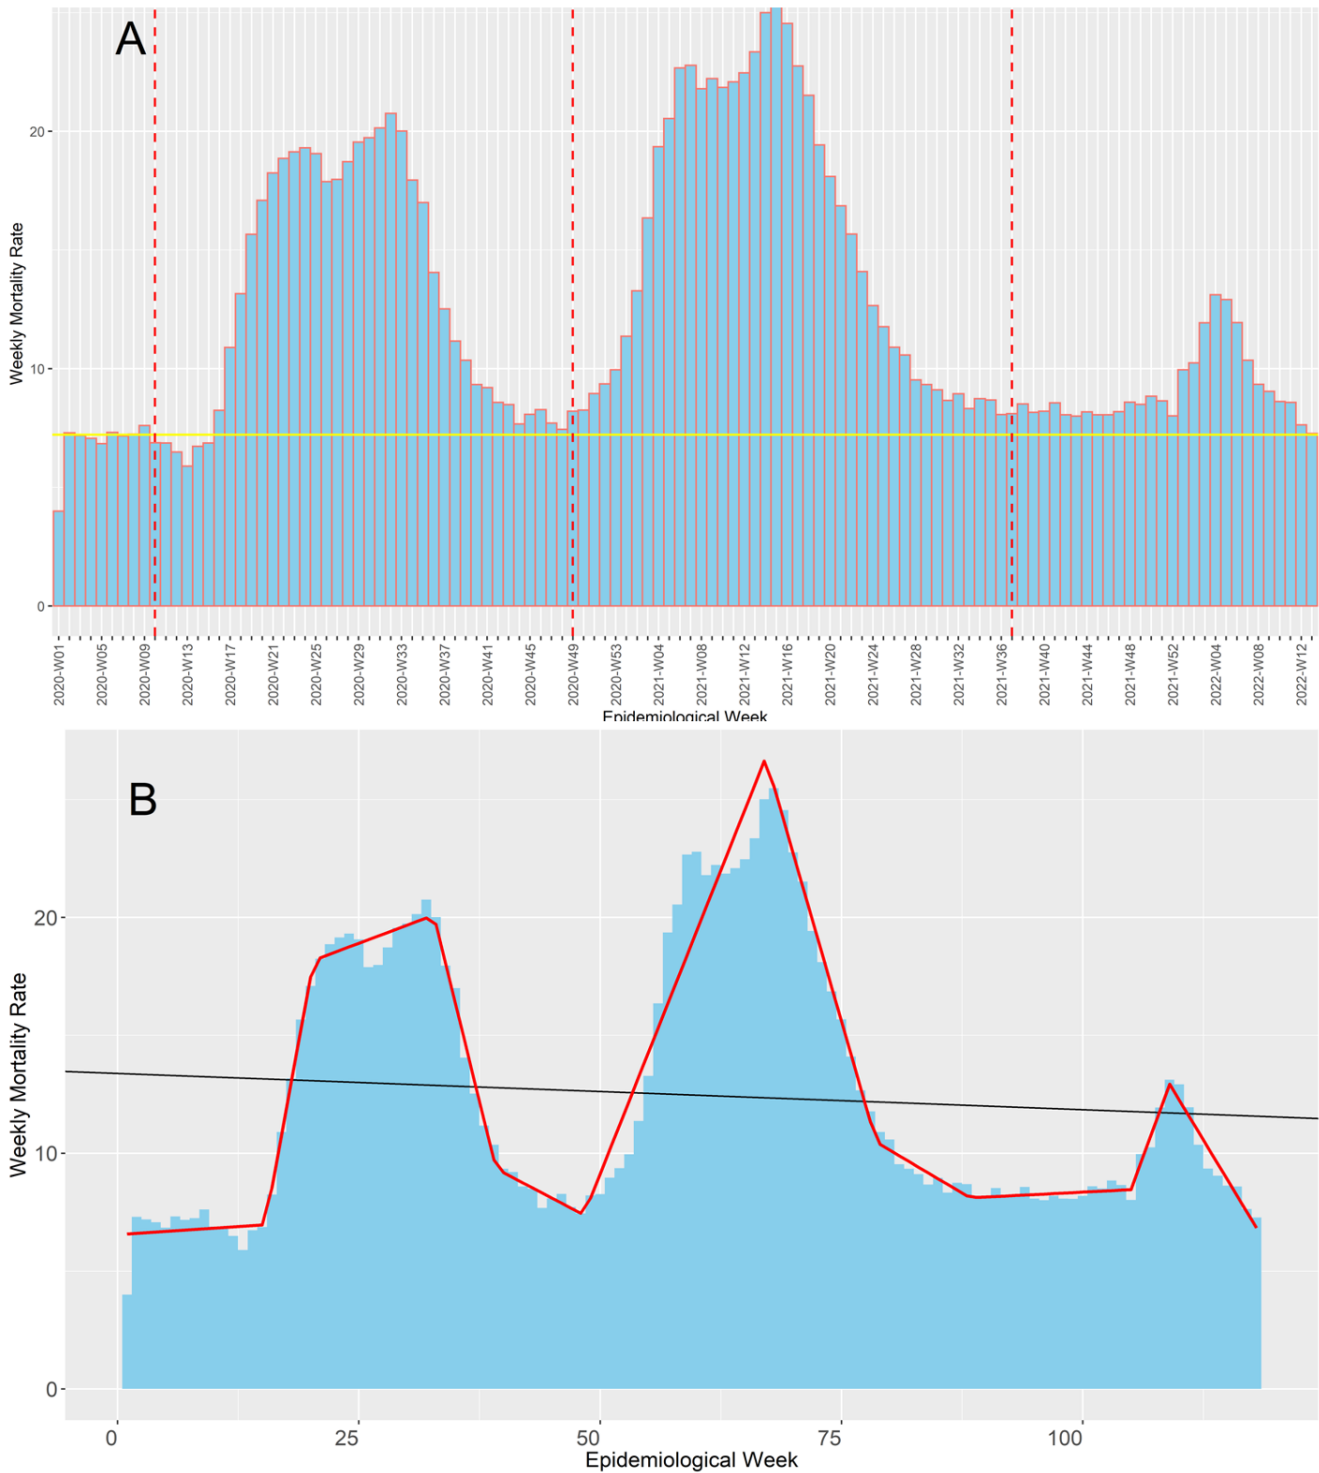 A
20
10
0
Weekly Mortality Rate
2020-W01
2020-W05
2020-W09
2020-W13
2020-W17
2020-W21
2020-W25
2020-W29
2020-W33
2020-W37
2020-W41
2020-W45
2020-W49
2020-W53
2021-W04
2021-W08
2021-W12
2021-W16
2021-W20
2021-W24
2021-W28
2021-W32
2021-W36
2021-W40
2021-W44
2021-W48
2021-W52
2022-W04
2022-W08
2022-W12
Epidemiological Week
B
20
10
0
Weekly Mortality Rate
0 25 50 75 100
Epidemiological Week